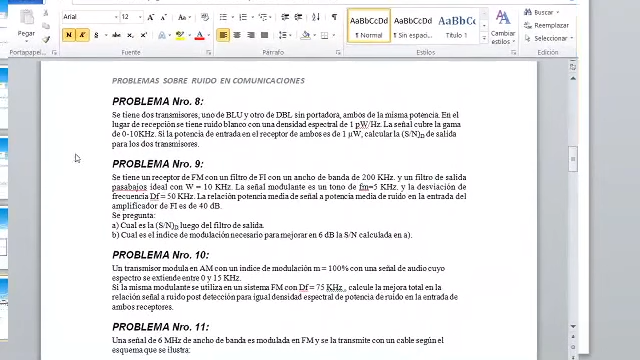 Arial
12
Buscar
Reemplazar
Seleccionar
Pegar
AaBbCcDd
AaBbCcDd
AaBbCc
Normal
Sin espac...
Título 1
Cambiar
estilos
Portapapel...
Fuente
Párrafo
Estilos
Edición
PROBLEMAS SOBRE RUIDO EN COMUNICACIONES
PROBLEMA Nro. 8:
Se tiene dos transmisores, uno de BLU y otro de DBL sin portadora, ambos de la misma potencia. En el
lugar de recepción se tiene ruido blanco con una densidad espectral de 1 pW/Hz. La señal cubre la gama
de 0-10KHz. Si la potencia de entrada en el receptor de ambos es de 1 µW, calcular la (S/N)D de salida
para los dos transmisores.
PROBLEMA Nro. 9:
Se tiene un receptor de FM con un filtro de FI con un ancho de banda de 200 KHz. y un filtro de salida
pasabajos ideal con W = 10 KHz. La señal modulante es un tono de fm=5 KHz. y la desviación de
frecuencia Df = 50 KHz. La relación potencia media de señal a potencia media de ruido en la entrada del
amplificador de FI es de 40 dB.
Se pregunta:
a) Cual es la (S/N)D luego del filtro de salida.
b) Cual es el indice de modulación necesario para mejorar en 6 dB la S/N calculada en a).
PROBLEMA Nro. 10:
Un transmisor modula en AM con un indice de modulación m = 100% con una señal de audio cuyo
espectro se extiende entre 0 y 15 KHz.
Si la misma modulante se utiliza en un sistema FM con Df = 75 KHz., calcule la mejora total en la
relación señal a ruido post detección para igual densidad espectral de potencia de ruido en la entrada de
ambos receptores.
PROBLEMA Nro. 11:
Una señal de 6 MHz de ancho de banda es modulada en FM y se la transmite con un cable según el
esquema que se ilustra: